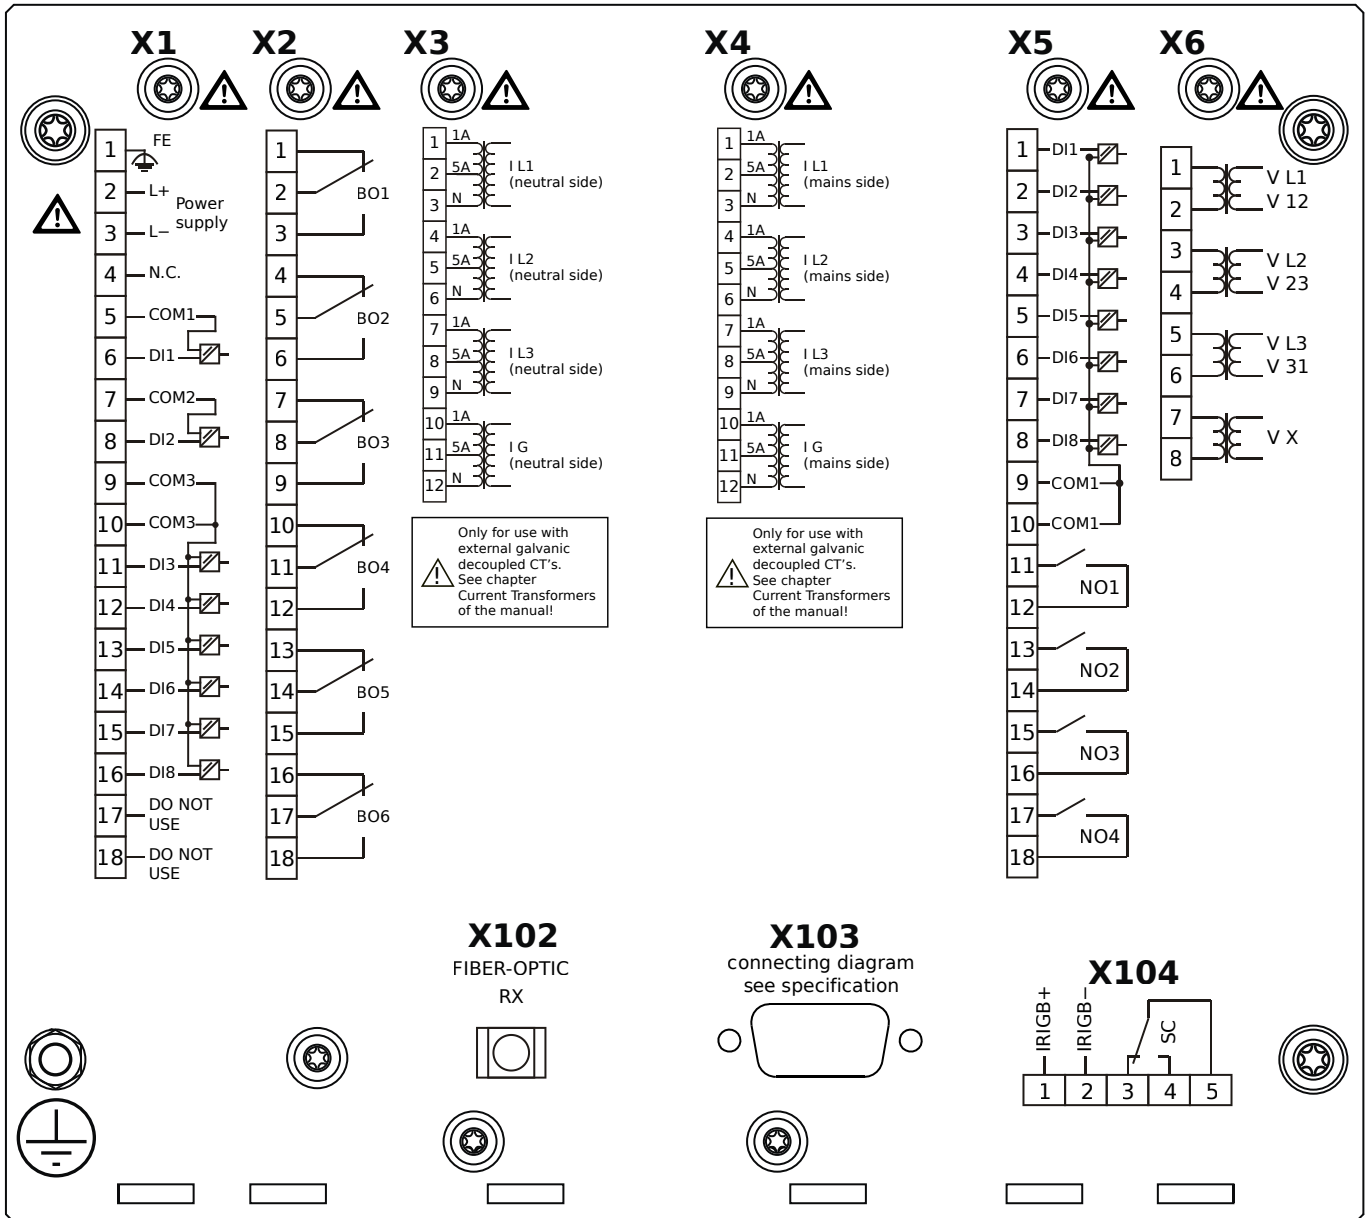 X1
1 FE
2 L+ Power
3 L− supply
4 N.C.
5 COM1
6 DI1
7 COM2
8 DI2
9 COM3
10 COM3
11 DI3
12 DI4
13 DI5
14 DI6
15 DI7
16 DI8
17 DO NOT
USE
18 DO NOT
USE
X2
1
2 BO1
3
4
5 BO2
6
7
8 BO3
9
10
11 BO4
12
13
14 BO5
15
16
17 BO6
18
X3
1 1A
2 5A I L1
(neutral side)
3 N
4 1A
5 5A I L2
(neutral side)
6 N
7 1A
8 5A I L3
(neutral side)
9 N
10 1A
11 5A I G
(neutral side)
12 N
Only for use with
external galvanic
decoupled CT's.
See chapter
Current Transformers
of the manual!
X4
1 1A
2 5A I L1
(mains side)
3 N
4 1A
5 5A I L2
(mains side)
6 N
7 1A
8 5A I L3
(mains side)
9 N
10 1A
11 5A I G
(mains side)
12 N
Only for use with
external galvanic
decoupled CT's.
See chapter
Current Transformers
of the manual!
X5
1 DI1
2 DI2
3 DI3
4 DI4
5 DI5
6 DI6
7 DI7
8 DI8
9 COM1
10 COM1
11
NO1
12
13
NO2
14
15
NO3
16
17
NO4
18
X6
1 V L1
2 V 12
3 V L2
4 V 23
5 V L3
6 V 31
7 V X
8
X102
FIBER-OPTIC
RX
X103
connecting diagram
see specification
X104
IRIGB+
IRIGB−
SC
1 2 3 4 5